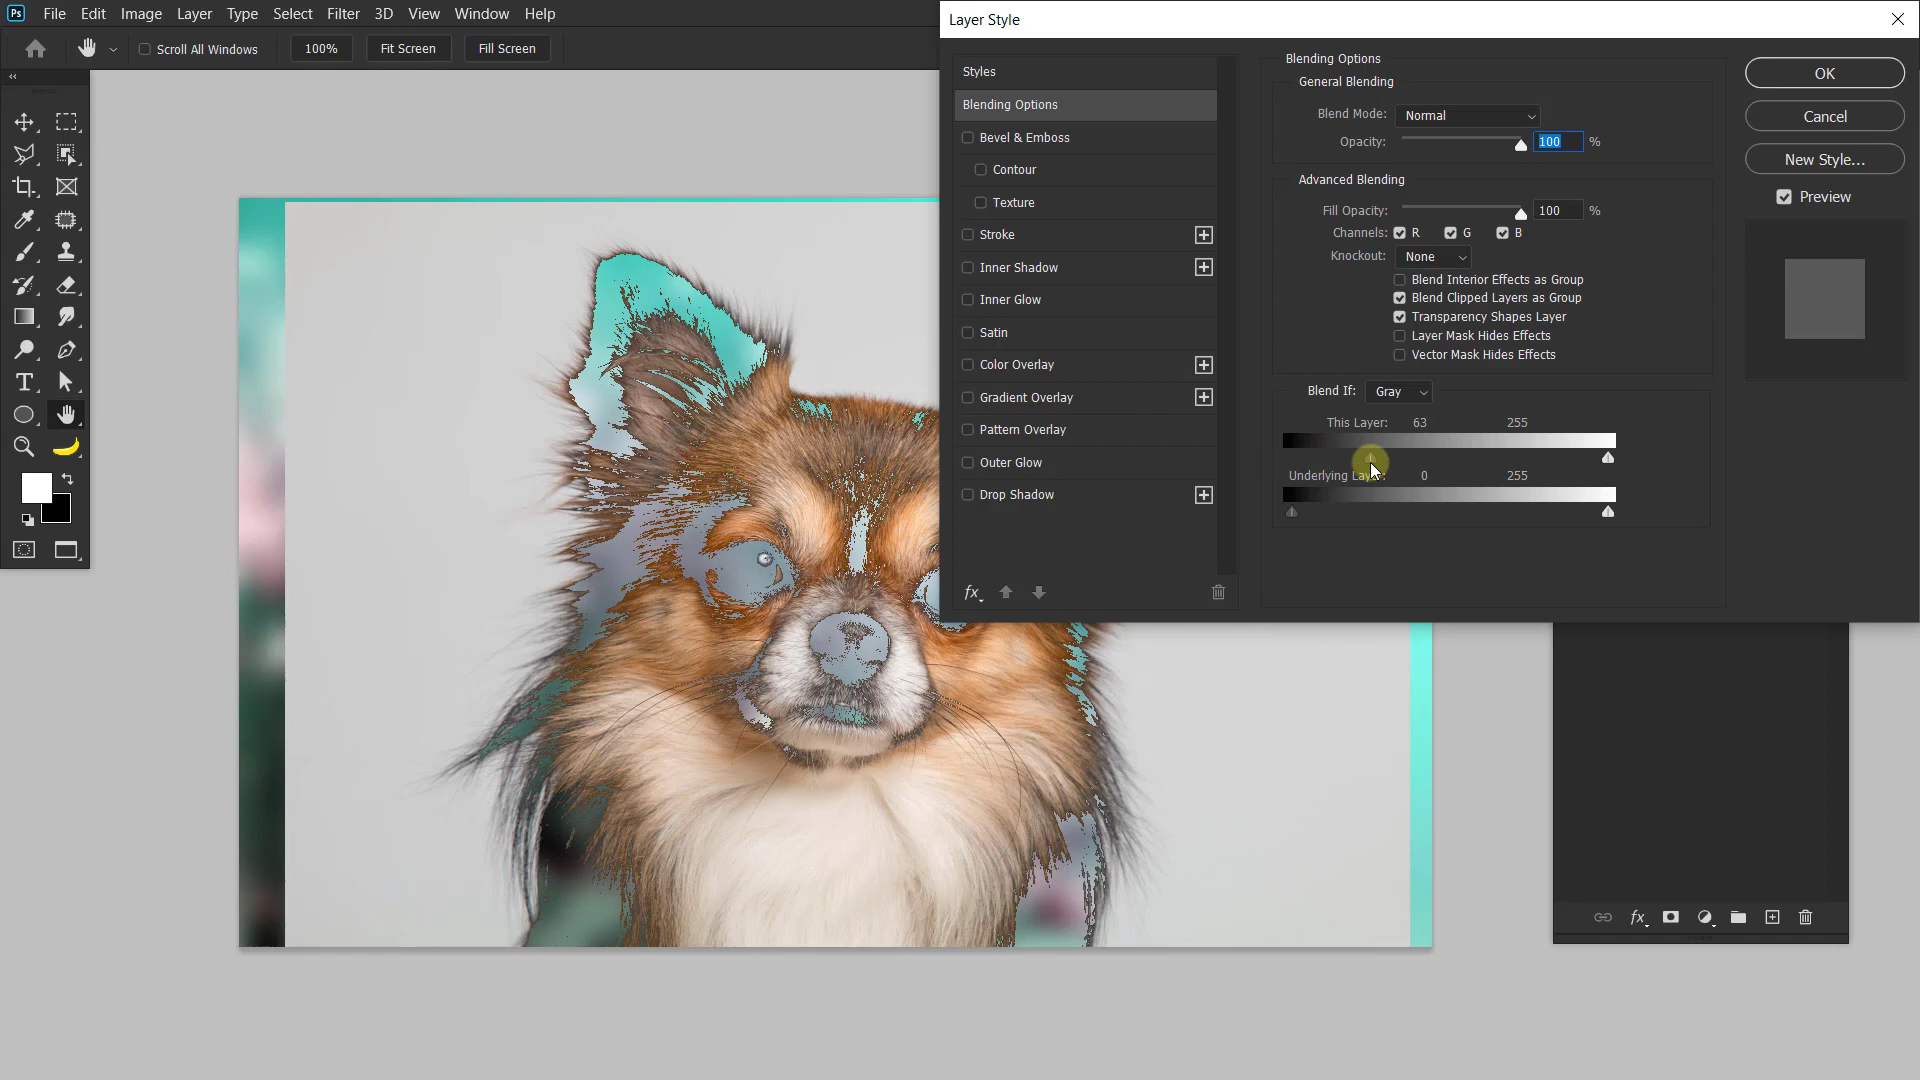 Ps File Edit Image Layer Type Select Filter 3D View Window Help
Layer Style
Scroll All Windows 100% Fit Screen Fill Screen
Styles
Blending Options
Bevel & Emboss
Contour
Texture
Stroke
Inner Shadow
Inner Glow
Satin
Color Overlay
Gradient Overlay
Pattern Overlay
Outer Glow
Drop Shadow
fx
Blending Options
General Blending
Blend Mode: Normal
Opacity: 100 %
Advanced Blending
Fill Opacity: 100 %
Channels: R G B
Knockout: None
Blend Interior Effects as Group
Blend Clipped Layers as Group
Transparency Shapes Layer
Layer Mask Hides Effects
Vector Mask Hides Effects
Blend If: Gray
This Layer: 63 255
Underlying 0 255
OK
Cancel
New Style...
Preview
fx